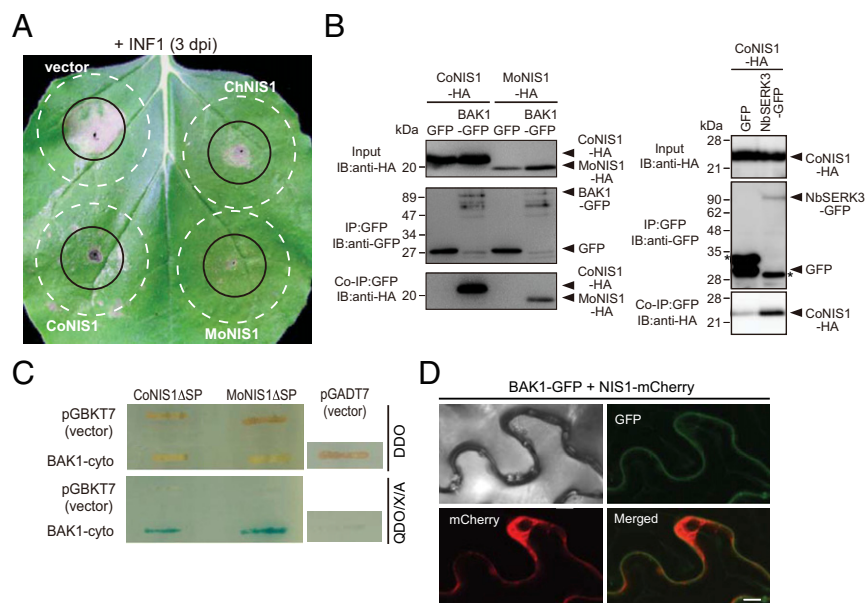 A
+ INF1 (3 dpi)
vector
ChNIS1
CoNIS1
MoNIS1
B
CoNIS1
-HA
MoNIS1
-HA
BAK1
BAK1
GFP -GFP GFP -GFP
kDa
Input
IB:anti-HA
20
CoNIS1
-HA
MoNIS1
-HA
IP:GFP
IB:anti-GFP
89
47
37
27
BAK1
-GFP
GFP
Co-IP:GFP
IB:anti-HA
20
CoNIS1
-HA
MoNIS1
-HA
CoNIS1
-HA
GFP
NbSERK3
-GFP
kDa
Input
IB:anti-HA
28
21
CoNIS1
-HA
IP:GFP
IB:anti-GFP
90
62
48
35
28
*
*
NbSERK3
-GFP
GFP
Co-IP:GFP
IB:anti-HA
28
21
CoNIS1
-HA
C
CoNIS1ΔSP MoNIS1ΔSP pGADT7
(vector)
pGBKT7
(vector)
BAK1-cyto
DDO
pGBKT7
(vector)
BAK1-cyto
QDO/X/A
D
BAK1-GFP + NIS1-mCherry
GFP
mCherry
Merged